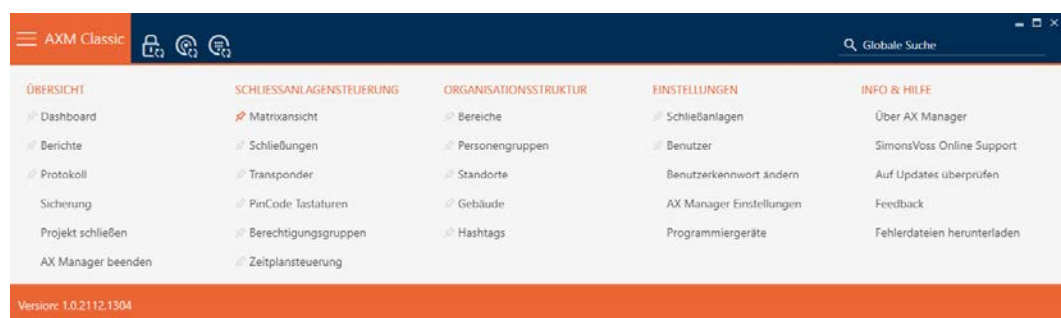 AXM Classic
Globale Suche
ÜBERSICHT
Dashboard
Berichte
Protokoll
Sicherung
Projekt schließen
AX Manager beenden
SCHLIESSANLAGENSTEUERUNG
Matrixansicht
Schließungen
Transponder
PinCode Tastaturen
Berechtigungsgruppen
Zeitplansteuerung
ORGANISATIONSSTRUKTUR
Bereiche
Personengruppen
Standorte
Gebäude
Hashtags
EINSTELLUNGEN
Schließanlagen
Benutzer
Benutzerkennwort ändern
AX Manager Einstellungen
Programmiergeräte
INFO & HILFE
Über AX Manager
SimonsVoss Online Support
Auf Updates überprüfen
Feedback
Fehlerdateien herunterladen
Version: 1.0.2112.1304